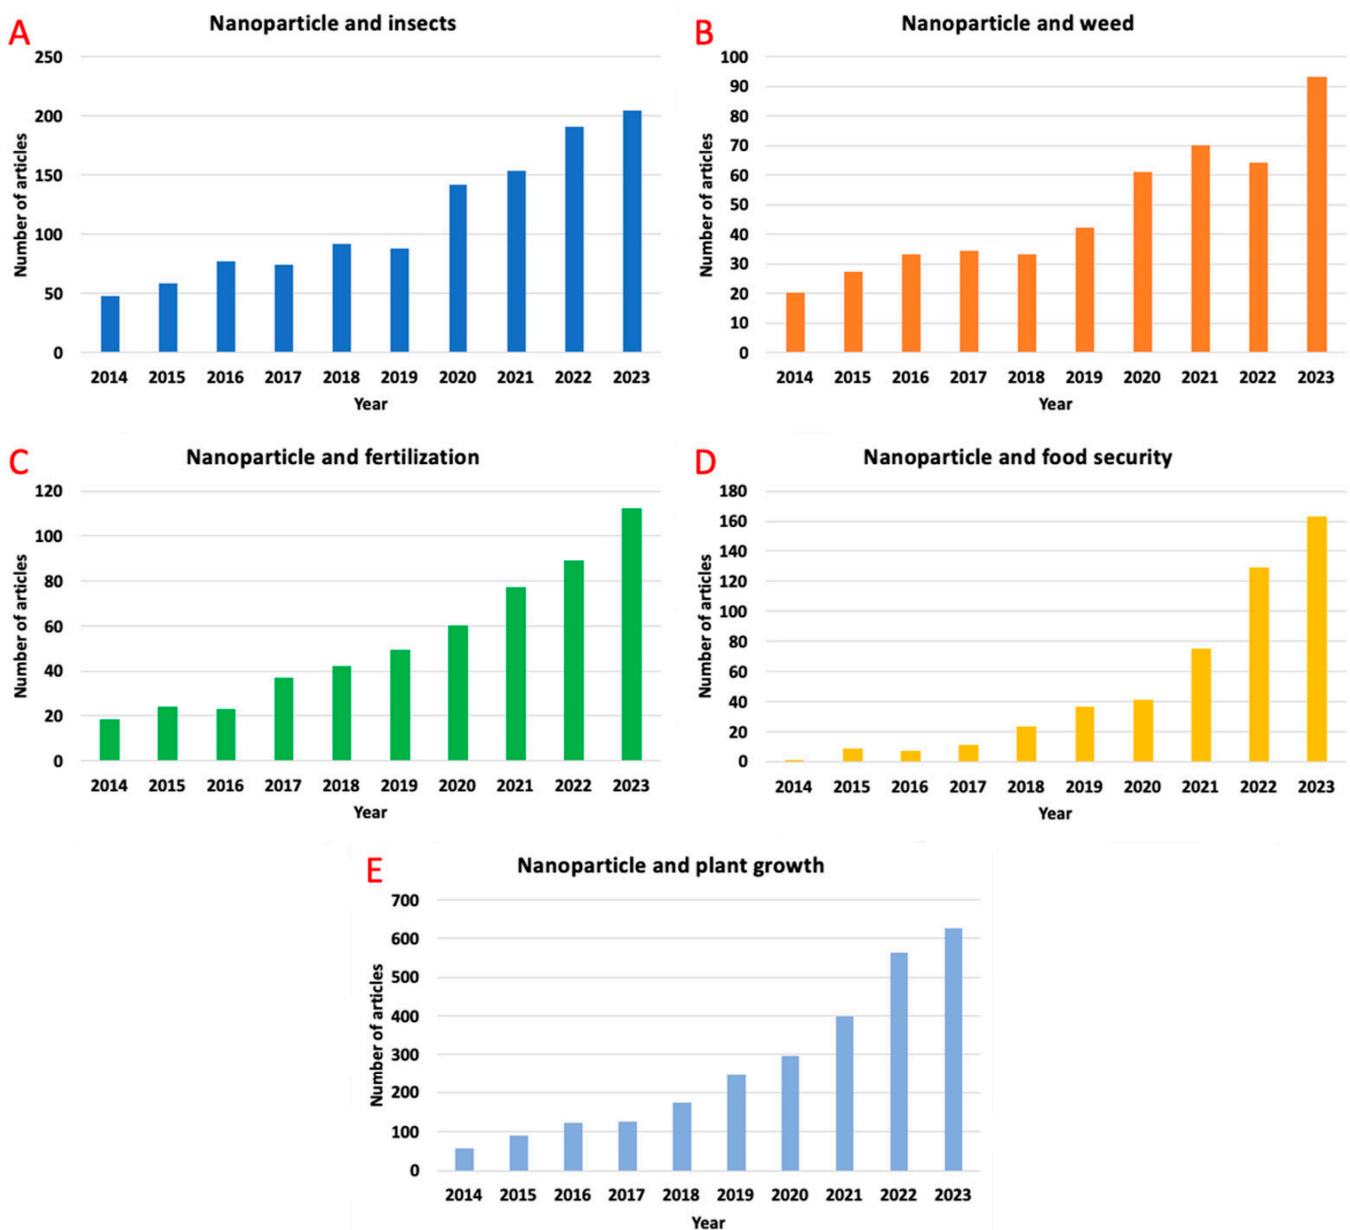 A
Nanoparticle and insects
250
200
150
100
50
0
Number of articles
2014 2015 2016 2017 2018 2019 2020 2021 2022 2023
Year
B
Nanoparticle and weed
100
90
80
70
60
50
40
30
20
10
0
Number of articles
2014 2015 2016 2017 2018 2019 2020 2021 2022 2023
Year
C
Nanoparticle and fertilization
120
100
80
60
40
20
0
Number of articles
2014 2015 2016 2017 2018 2019 2020 2021 2022 2023
Year
D
Nanoparticle and food security
180
160
140
120
100
80
60
40
20
0
Number of articles
2014 2015 2016 2017 2018 2019 2020 2021 2022 2023
Year
E
Nanoparticle and plant growth
700
600
500
400
300
200
100
0
Number of articles
2014 2015 2016 2017 2018 2019 2020 2021 2022 2023
Year